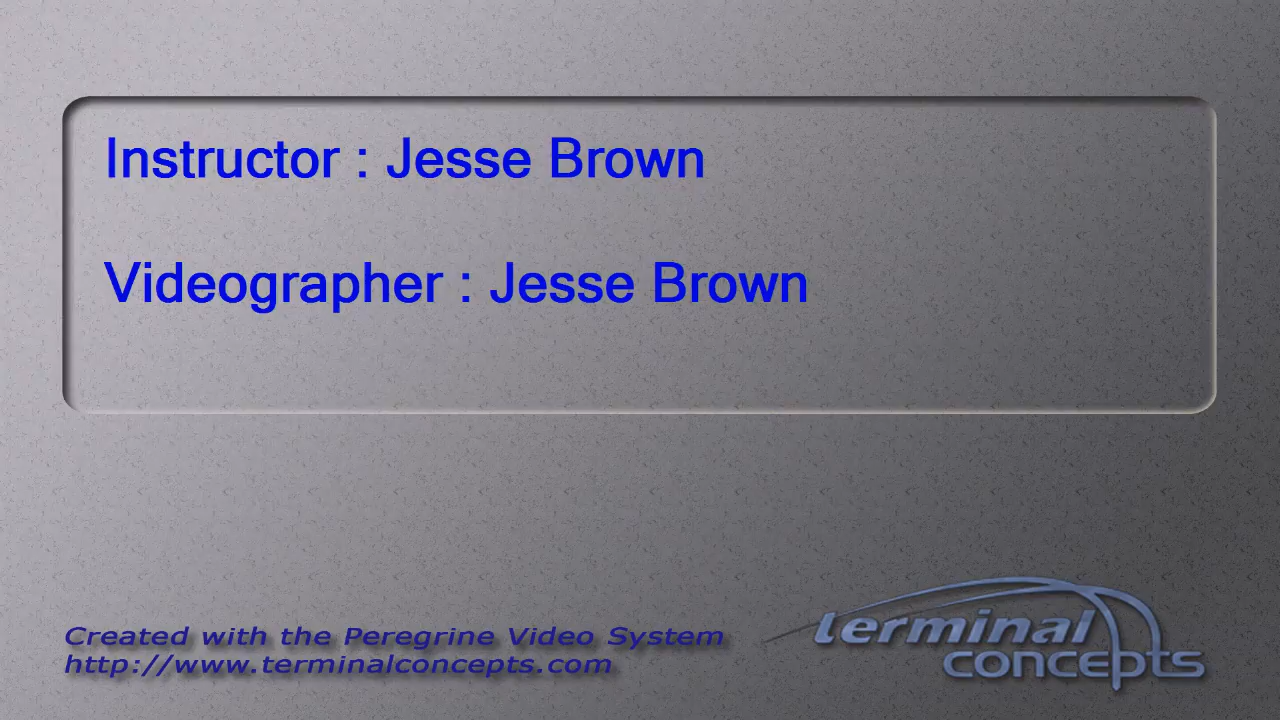 Instructor : Jesse Brown
Videographer : Jesse Brown
Created with the Peregrine Video System
http://www.terminalconcepts.com
terminal
concepts